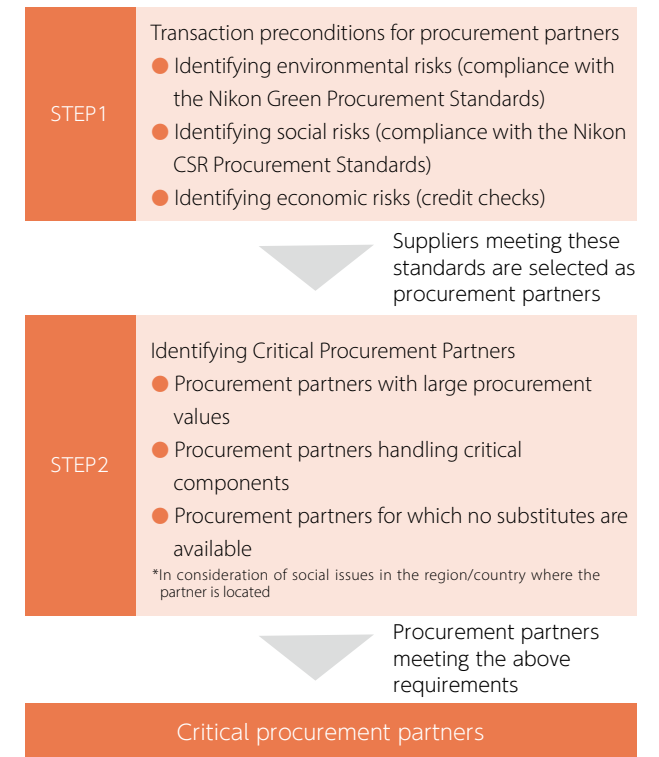 STEP1
Transaction preconditions for procurement partners
● Identifying environmental risks (compliance with
the Nikon Green Procurement Standards)
● Identifying social risks (compliance with the Nikon
CSR Procurement Standards)
● Identifying economic risks (credit checks)
Suppliers meeting these
standards are selected as
procurement partners
STEP2
Identifying Critical Procurement Partners
● Procurement partners with large procurement
values
● Procurement partners handling critical
components
● Procurement partners for which no substitutes are
available
*In consideration of social issues in the region/country where the
partner is located
Procurement partners
meeting the above
requirements
Critical procurement partners